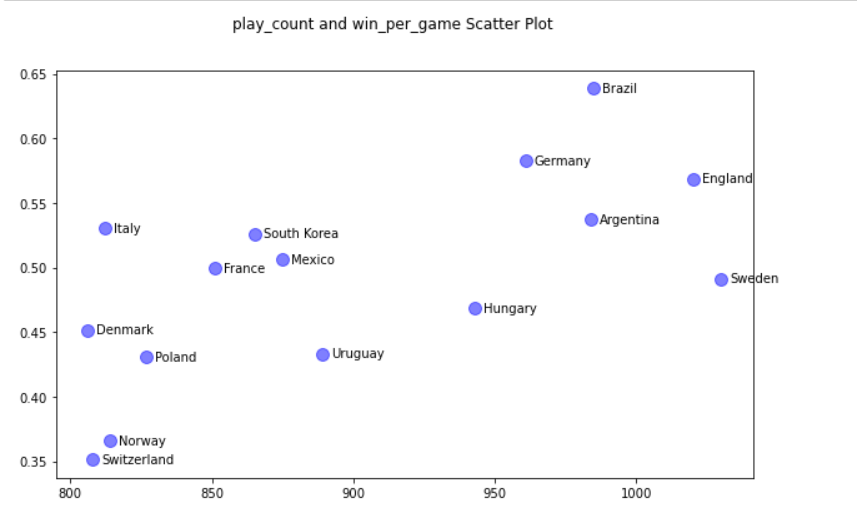 play_count and win_per_game Scatter Plot
0.65
Brazil
0.60
Germany
England
0.55
Argentina
Italy
South Korea
Mexico
0.50
France
Sweden
Hungary
0.45
Denmark
Uruguay
Poland
0.40
Norway
0.35
Switzerland
800 850 900 950 1000